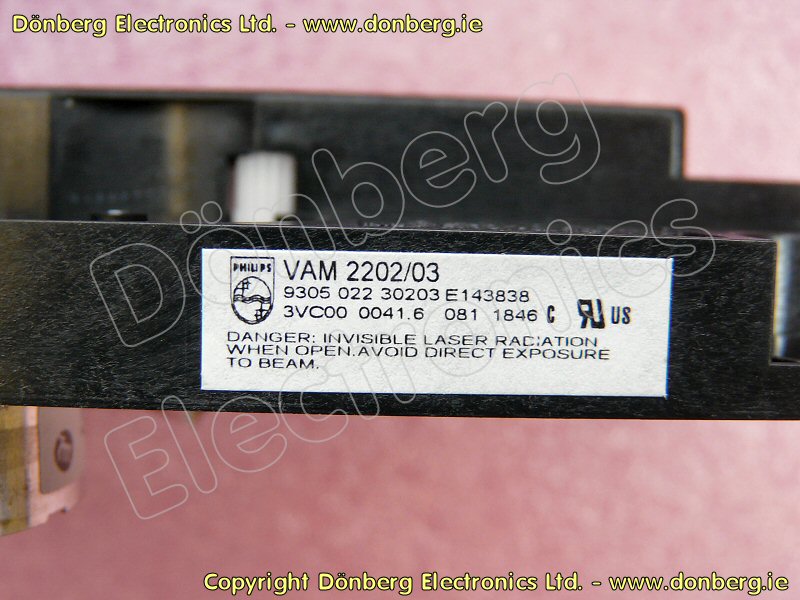 Dönberg Electronics Ltd. - www.donberg.ie
Dönberg
Electronics
PHILIPS
VAM 2202/03
9305 022 30203 E143838
3VC00 0041.6 081 1846 C RU US
DANGER: INVISIBLE LASER RADIATION
WHEN OPEN.AVOID DIRECT EXPOSURE
TO BEAM.
Copyright Dönberg Electronics Ltd. - www.donberg.ie